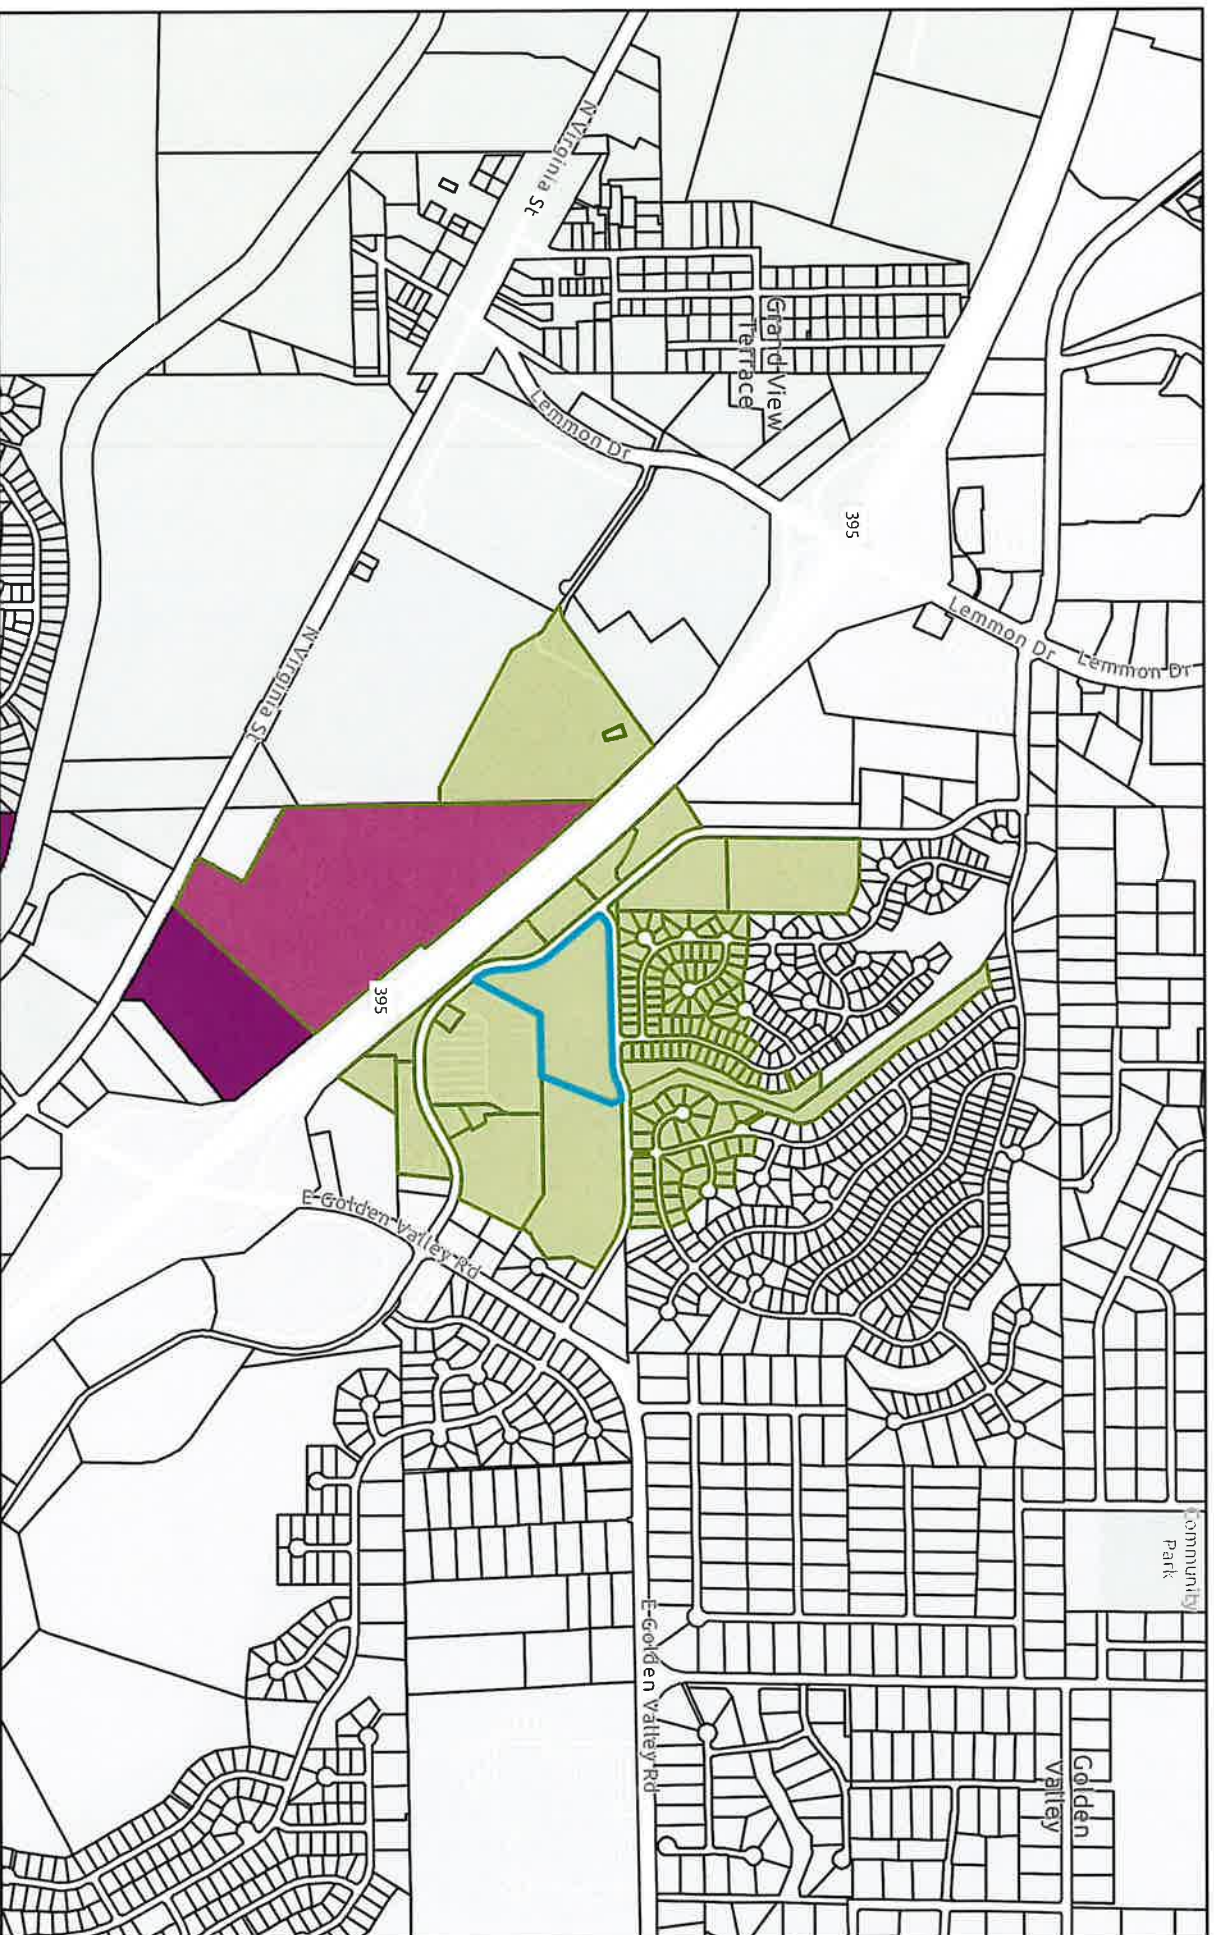 N Virginia St
Grand View
Terrace
Lemmon Dr
395
Lemmon Dr
Lemmon Dr
N Virginia St
395
E Golden Valley Rd
Community
Park
E Golden Valley Rd
Golden
Valley